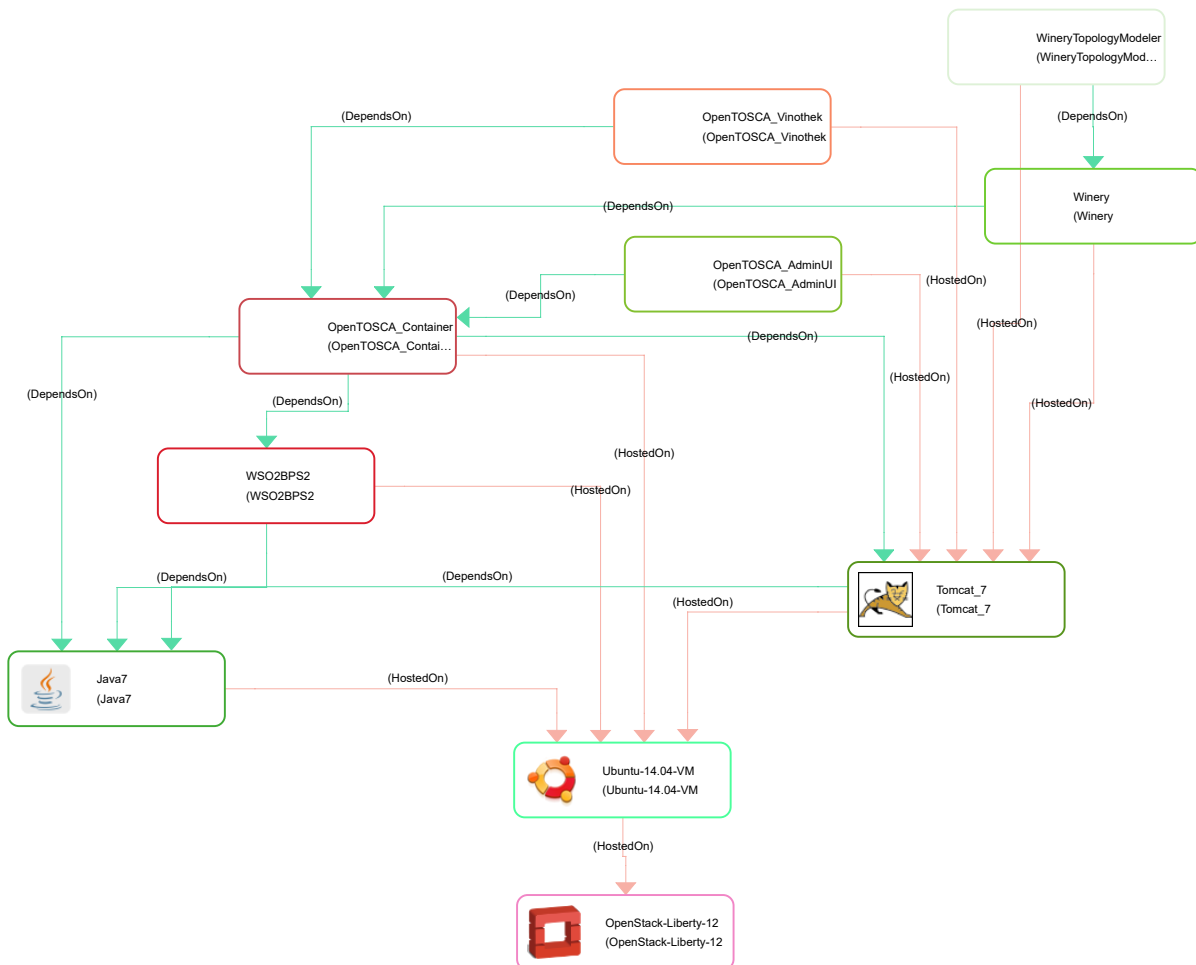 WineryTopologyModeler
(WineryTopologyMod...
OpenTOSCA_Vinothek
(OpenTOSCA_Vinothek
(DependsOn)
(DependsOn)
Winery
(Winery
(DependsOn)
OpenTOSCA_AdminUI
(OpenTOSCA_AdminUI
(HostedOn)
(DependsOn)
OpenTOSCA_Container
(OpenTOSCA_Contai...
(DependsOn)
(HostedOn)
(HostedOn)
(DependsOn)
(DependsOn)
(HostedOn)
(HostedOn)
WSO2BPS2
(WSO2BPS2
(HostedOn)
(DependsOn)
(DependsOn)
Tomcat_7
(Tomcat_7
(HostedOn)
Java7
(Java7
(HostedOn)
Ubuntu-14.04-VM
(Ubuntu-14.04-VM
(HostedOn)
OpenStack-Liberty-12
(OpenStack-Liberty-12